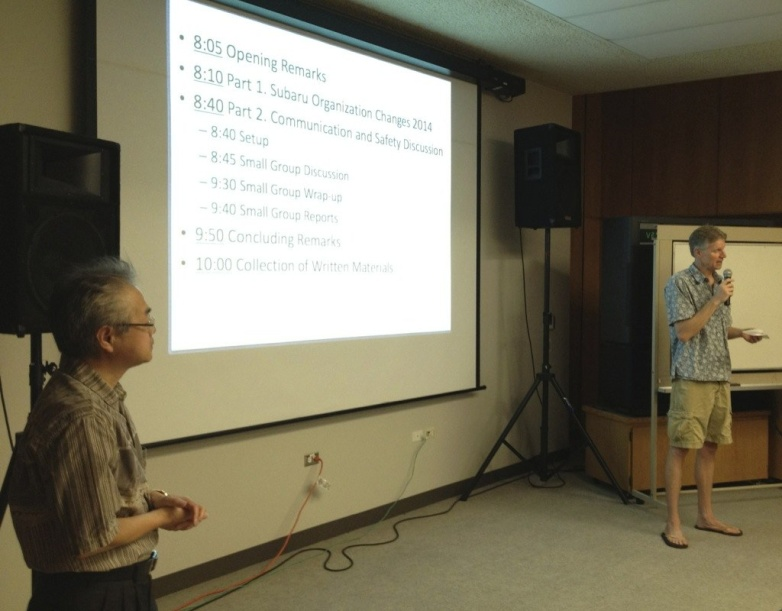 • 8:05 Opening Remarks
• 8:10 Part 1. Subaru Organization Changes 2014
• 8:40 Part 2. Communication and Safety Discussion
– 8:40 Setup
– 8:45 Small Group Discussion
– 9:30 Small Group Wrap-up
– 9:40 Small Group Reports
• 9:50 Concluding Remarks
• 10:00 Collection of Written Materials